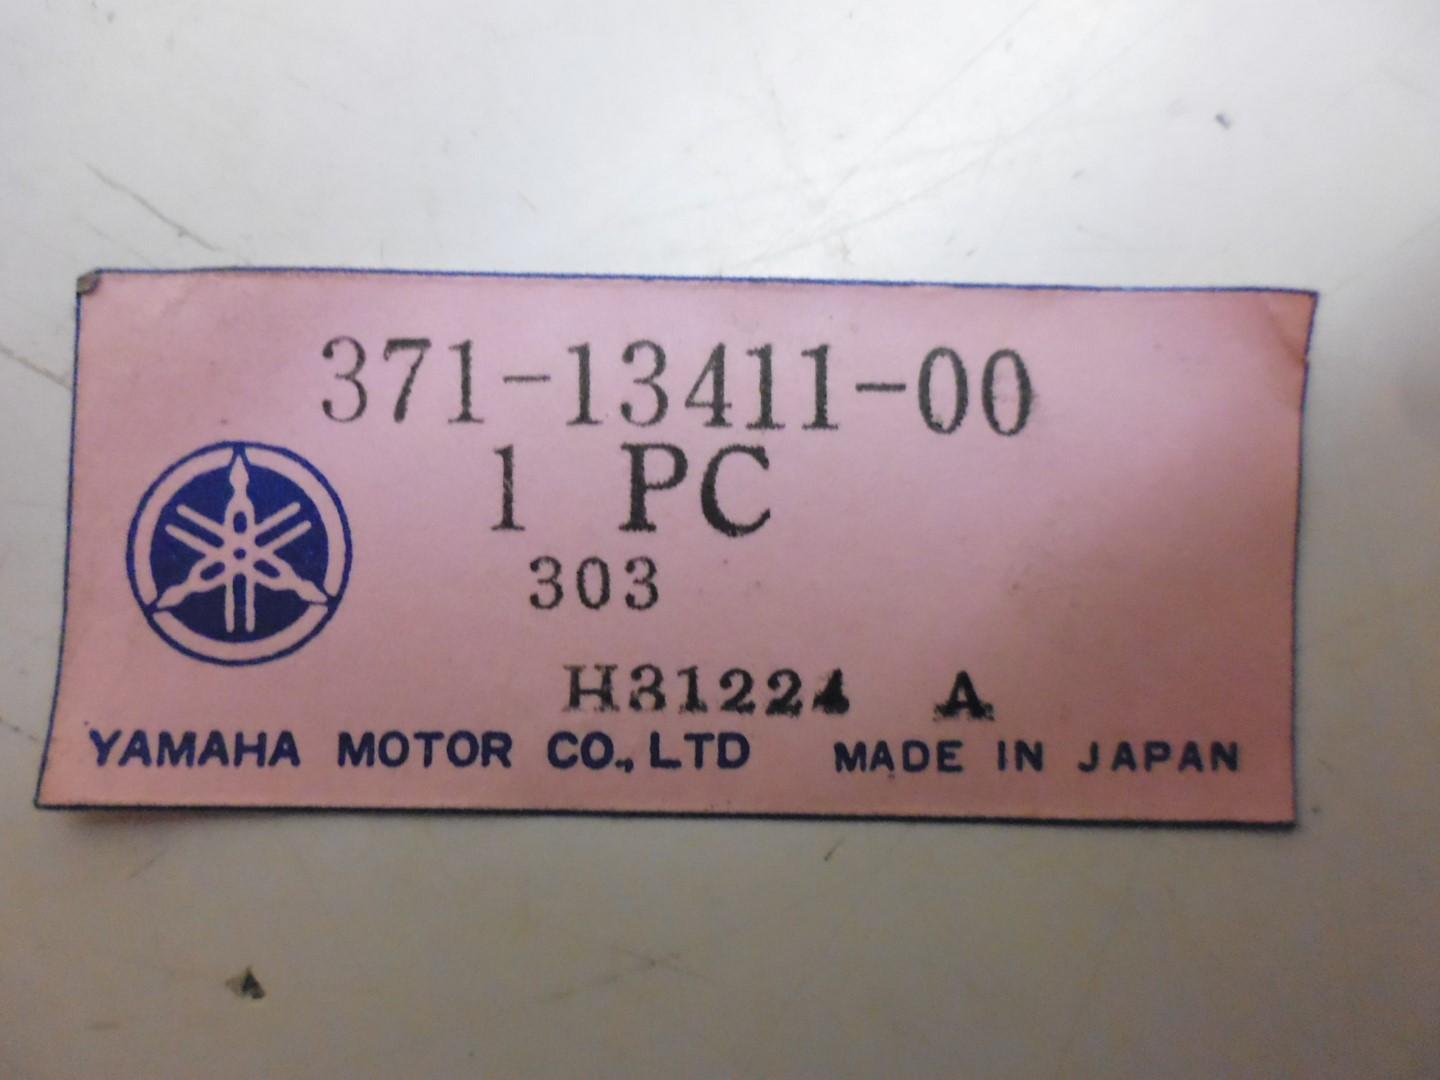 371-13411-00
1 PC
303
H31224 A
YAMAHA MOTOR CO., LTD MADE IN JAPAN